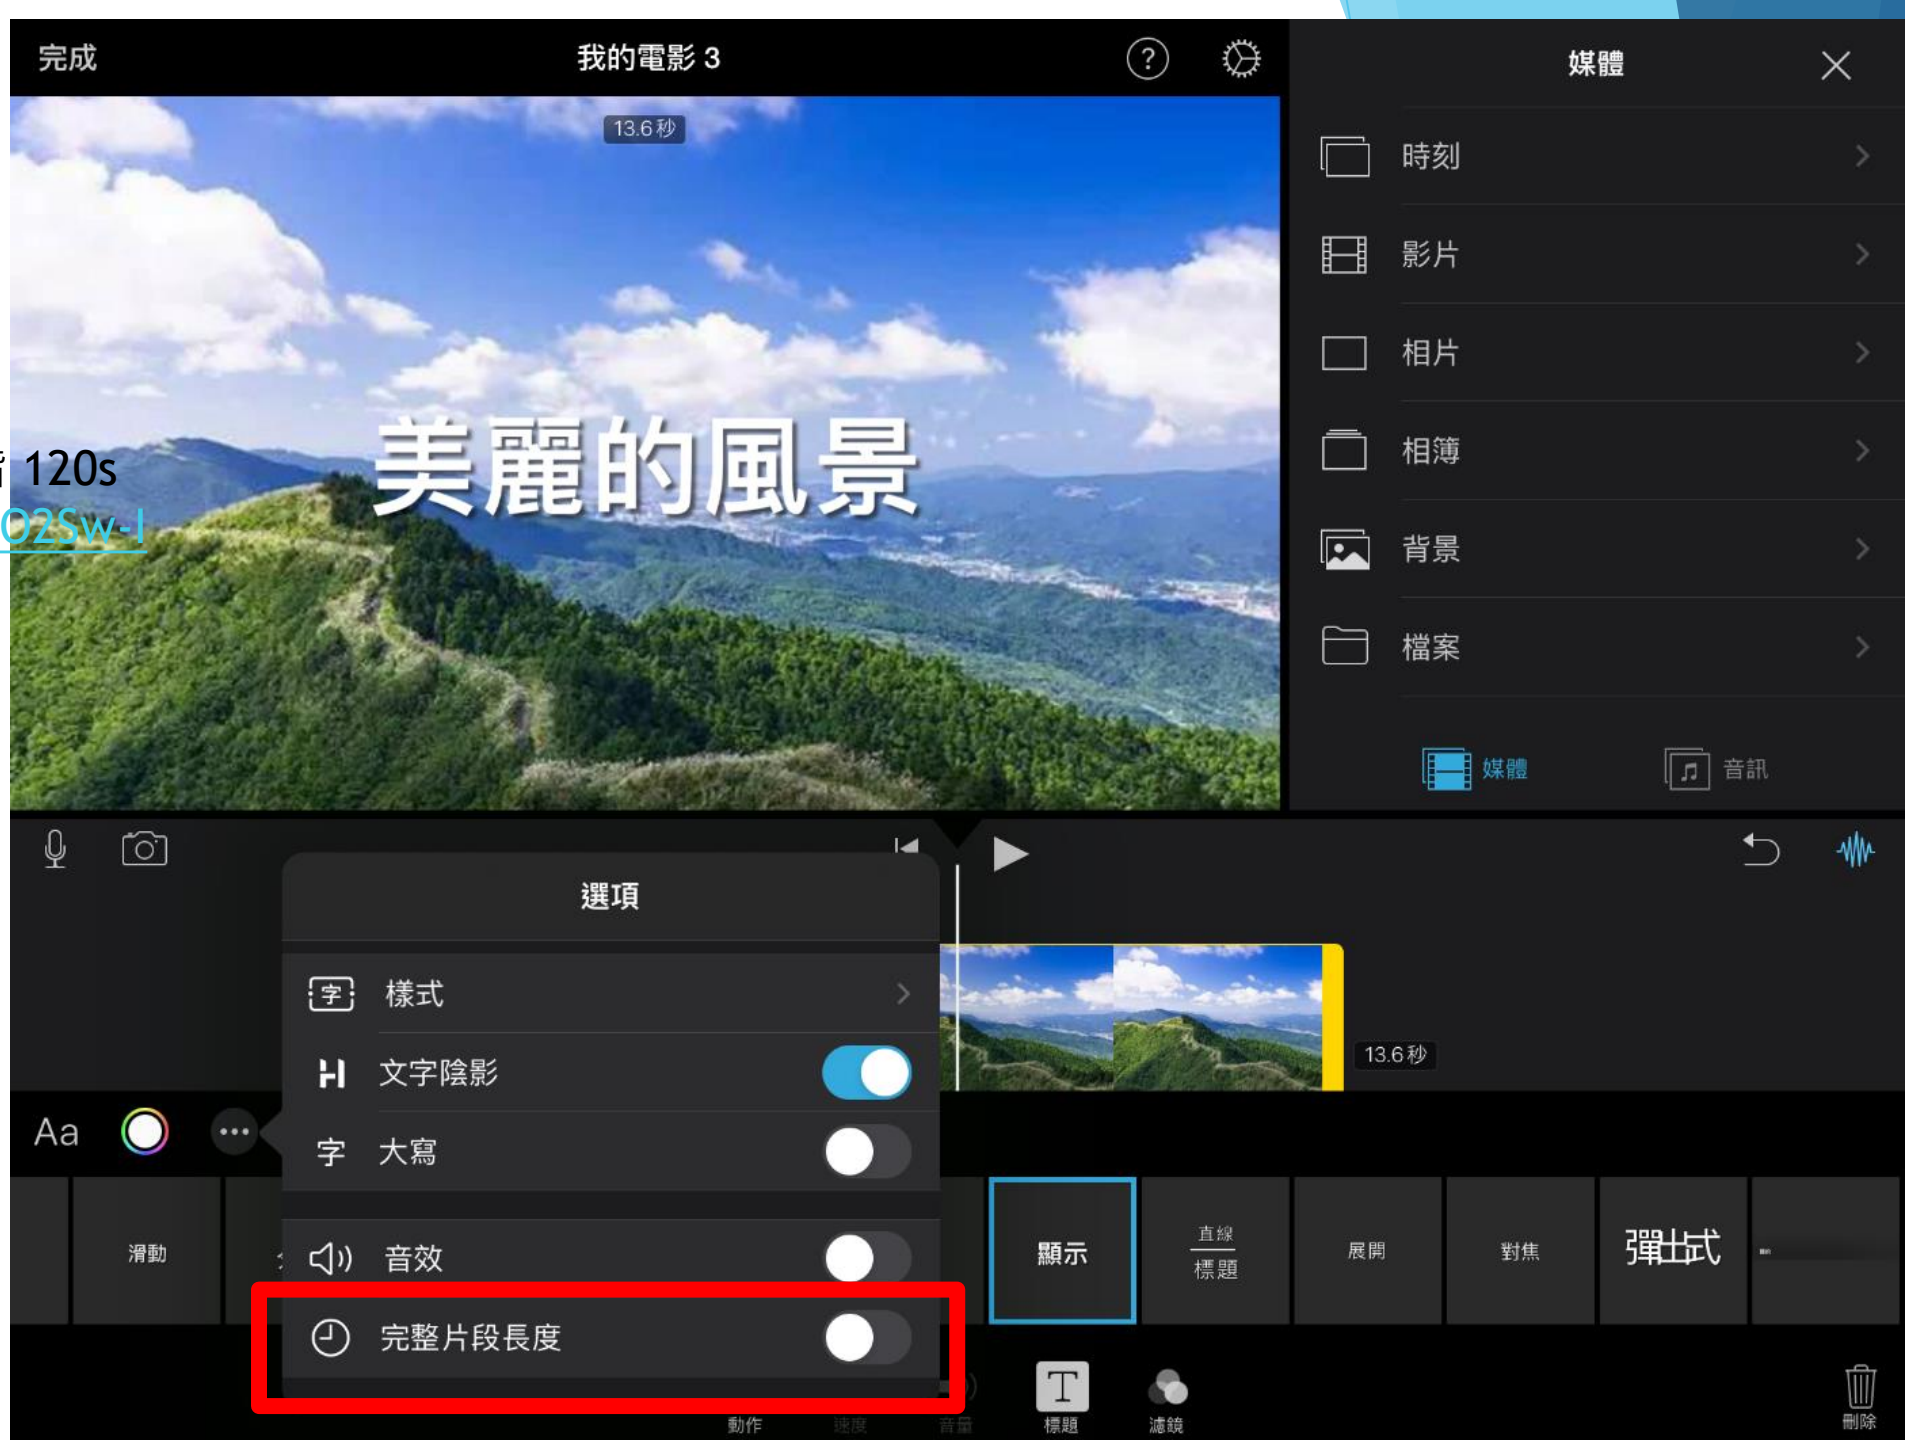 完成
我的電影 3
?
媒體
13.6 秒
時刻
影片
相片
相簿
背景
檔案
美麗的風景
120s
O2Sw-I
媒體
音訊
選項
字 樣式
文字陰影
字 大寫
音效
完整片段長度
13.6 秒
Aa
滑動
顯示
直線
標題
展開
對焦
彈出式
動作
速度
音量
T
標題
濾鏡
刪除